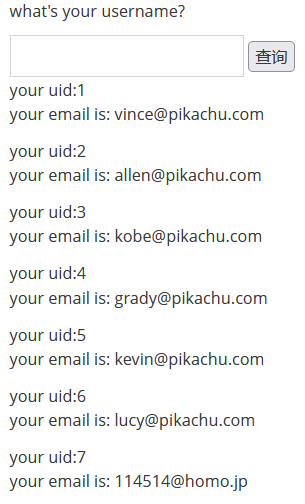 what's your username?
查询
your uid:1
your email is: vince@pikachu.com
your uid:2
your email is: allen@pikachu.com
your uid:3
your email is: kobe@pikachu.com
your uid:4
your email is: grady@pikachu.com
your uid:5
your email is: kevin@pikachu.com
your uid:6
your email is: lucy@pikachu.com
your uid:7
your email is: 114514@homo.jp